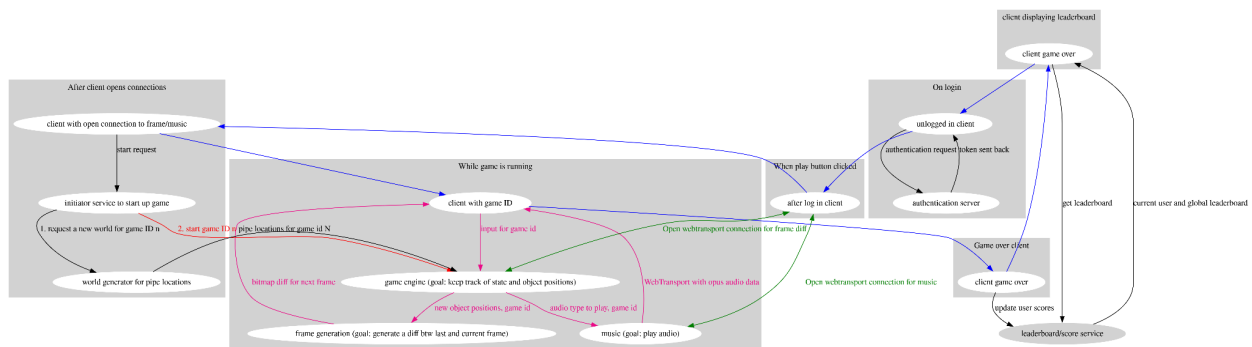 client displaying leaderboard
client game over
After client opens connections
On login
client with open connection to frame/music
unlogged in client
start request
authentication request
token sent back
While game is running
When play button clicked
initiator service to start up game
client with game ID
after log in client
authentication server
get leaderboard
current user and global leaderboard
1. request a new world for game ID n
2. start game ID n
pipe locations for game id N
input for game id
Open webtransport connection for frame diff
Game over client
world generator for pipe locations
bitmap diff for next frame
game engine (goal: keep track of state and object positions)
WebTransport with opus audio data
Open webtransport connection for music
client game over
new object positions, game id
audio type to play, game id
update user scores
frame generation (goal: generate a diff btw last and current frame)
music (goal: play audio)
leaderboard/score service